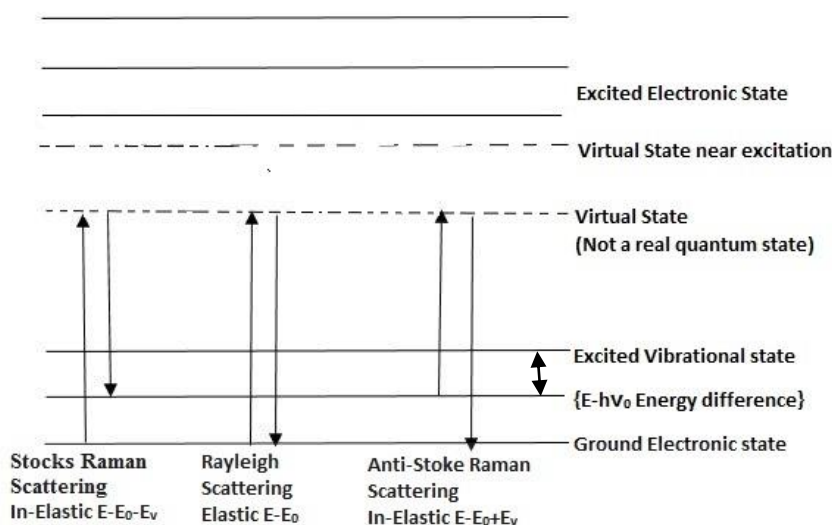 Excited Electronic State
Virtual State near excitation
Virtual State
(Not a real quantum state)
Excited Vibrational state
{E-hv₀ Energy difference}
Ground Electronic state
Stocks Raman
Scattering
In-Elastic E-E₀-Eᵥ
Rayleigh
Scattering
Elastic E-E₀
Anti-Stoke Raman
Scattering
In-Elastic E-E₀+Eᵥ